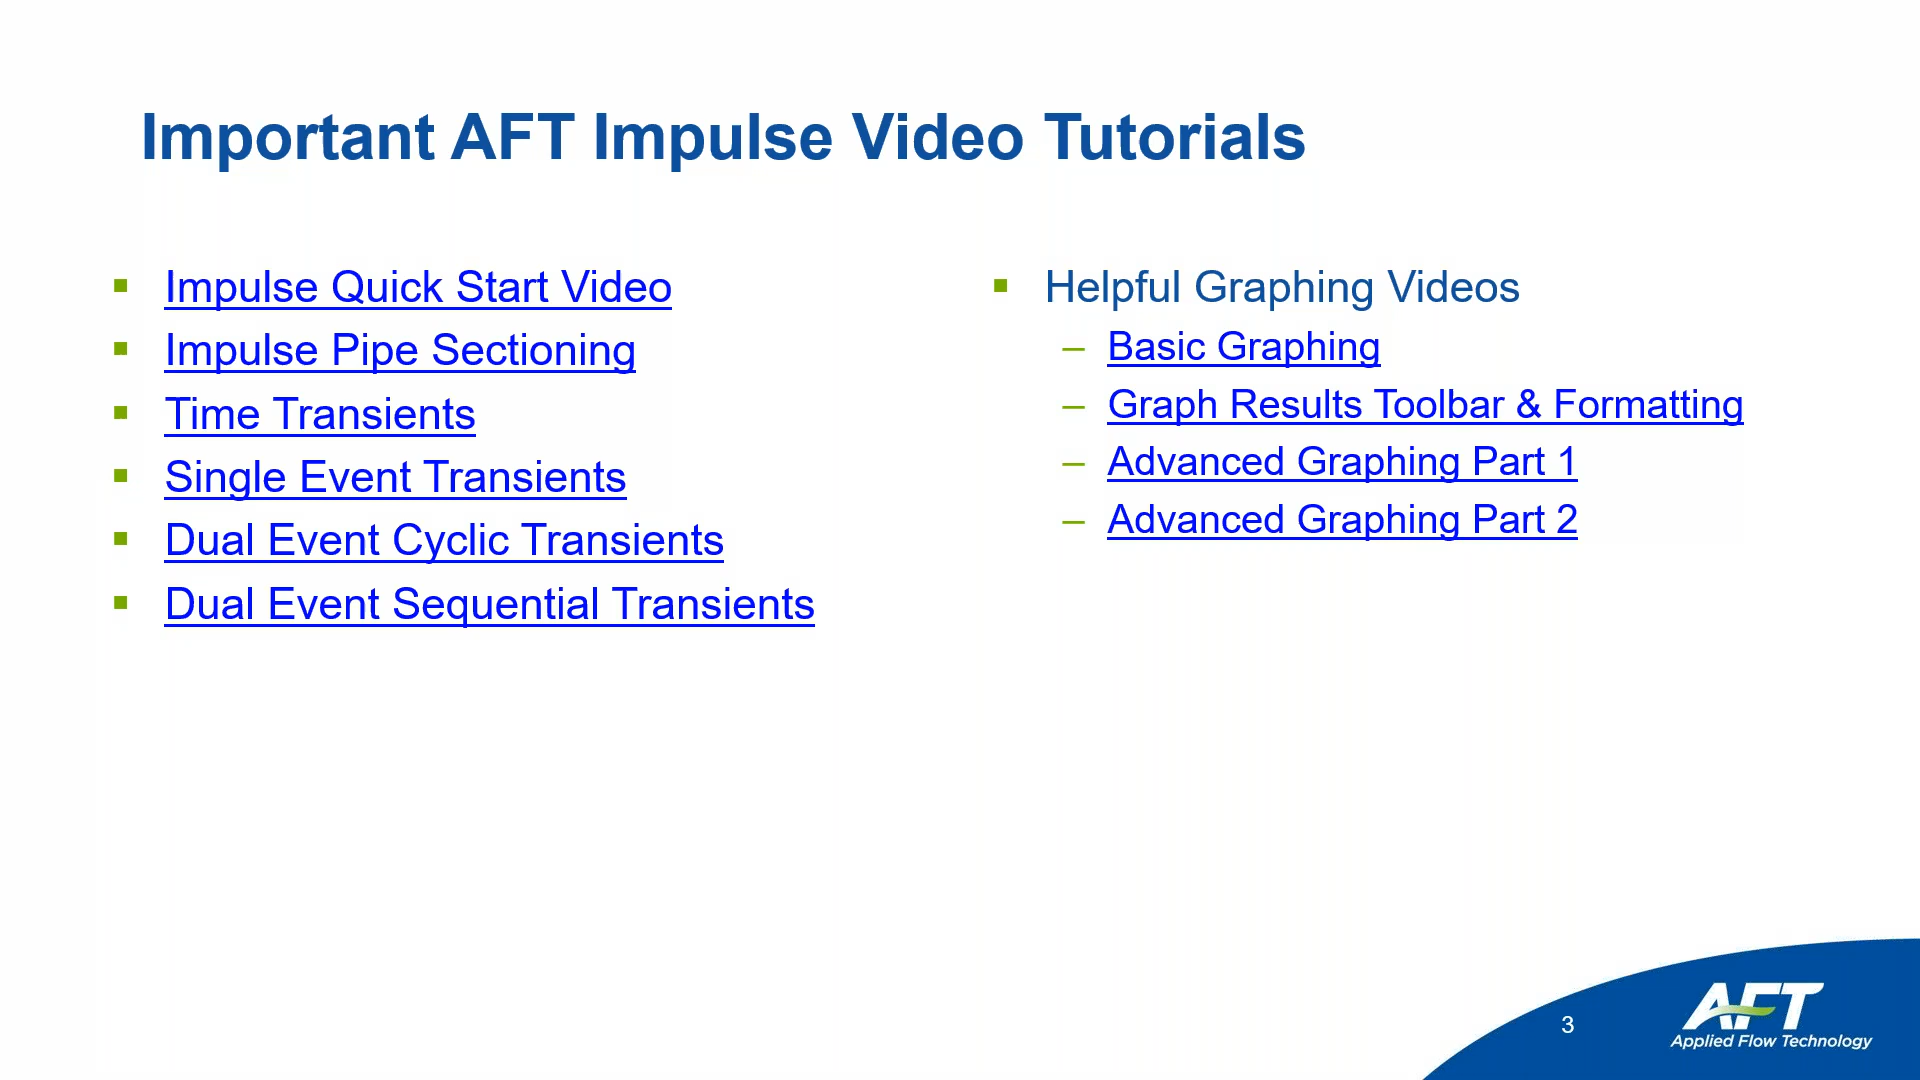 Important AFT Impulse Video Tutorials
Impulse Quick Start Video
Impulse Pipe Sectioning
Time Transients
Single Event Transients
Dual Event Cyclic Transients
Dual Event Sequential Transients
Helpful Graphing Videos
– Basic Graphing
– Graph Results Toolbar & Formatting
– Advanced Graphing Part 1
– Advanced Graphing Part 2
3
AFT
Applied Flow Technology